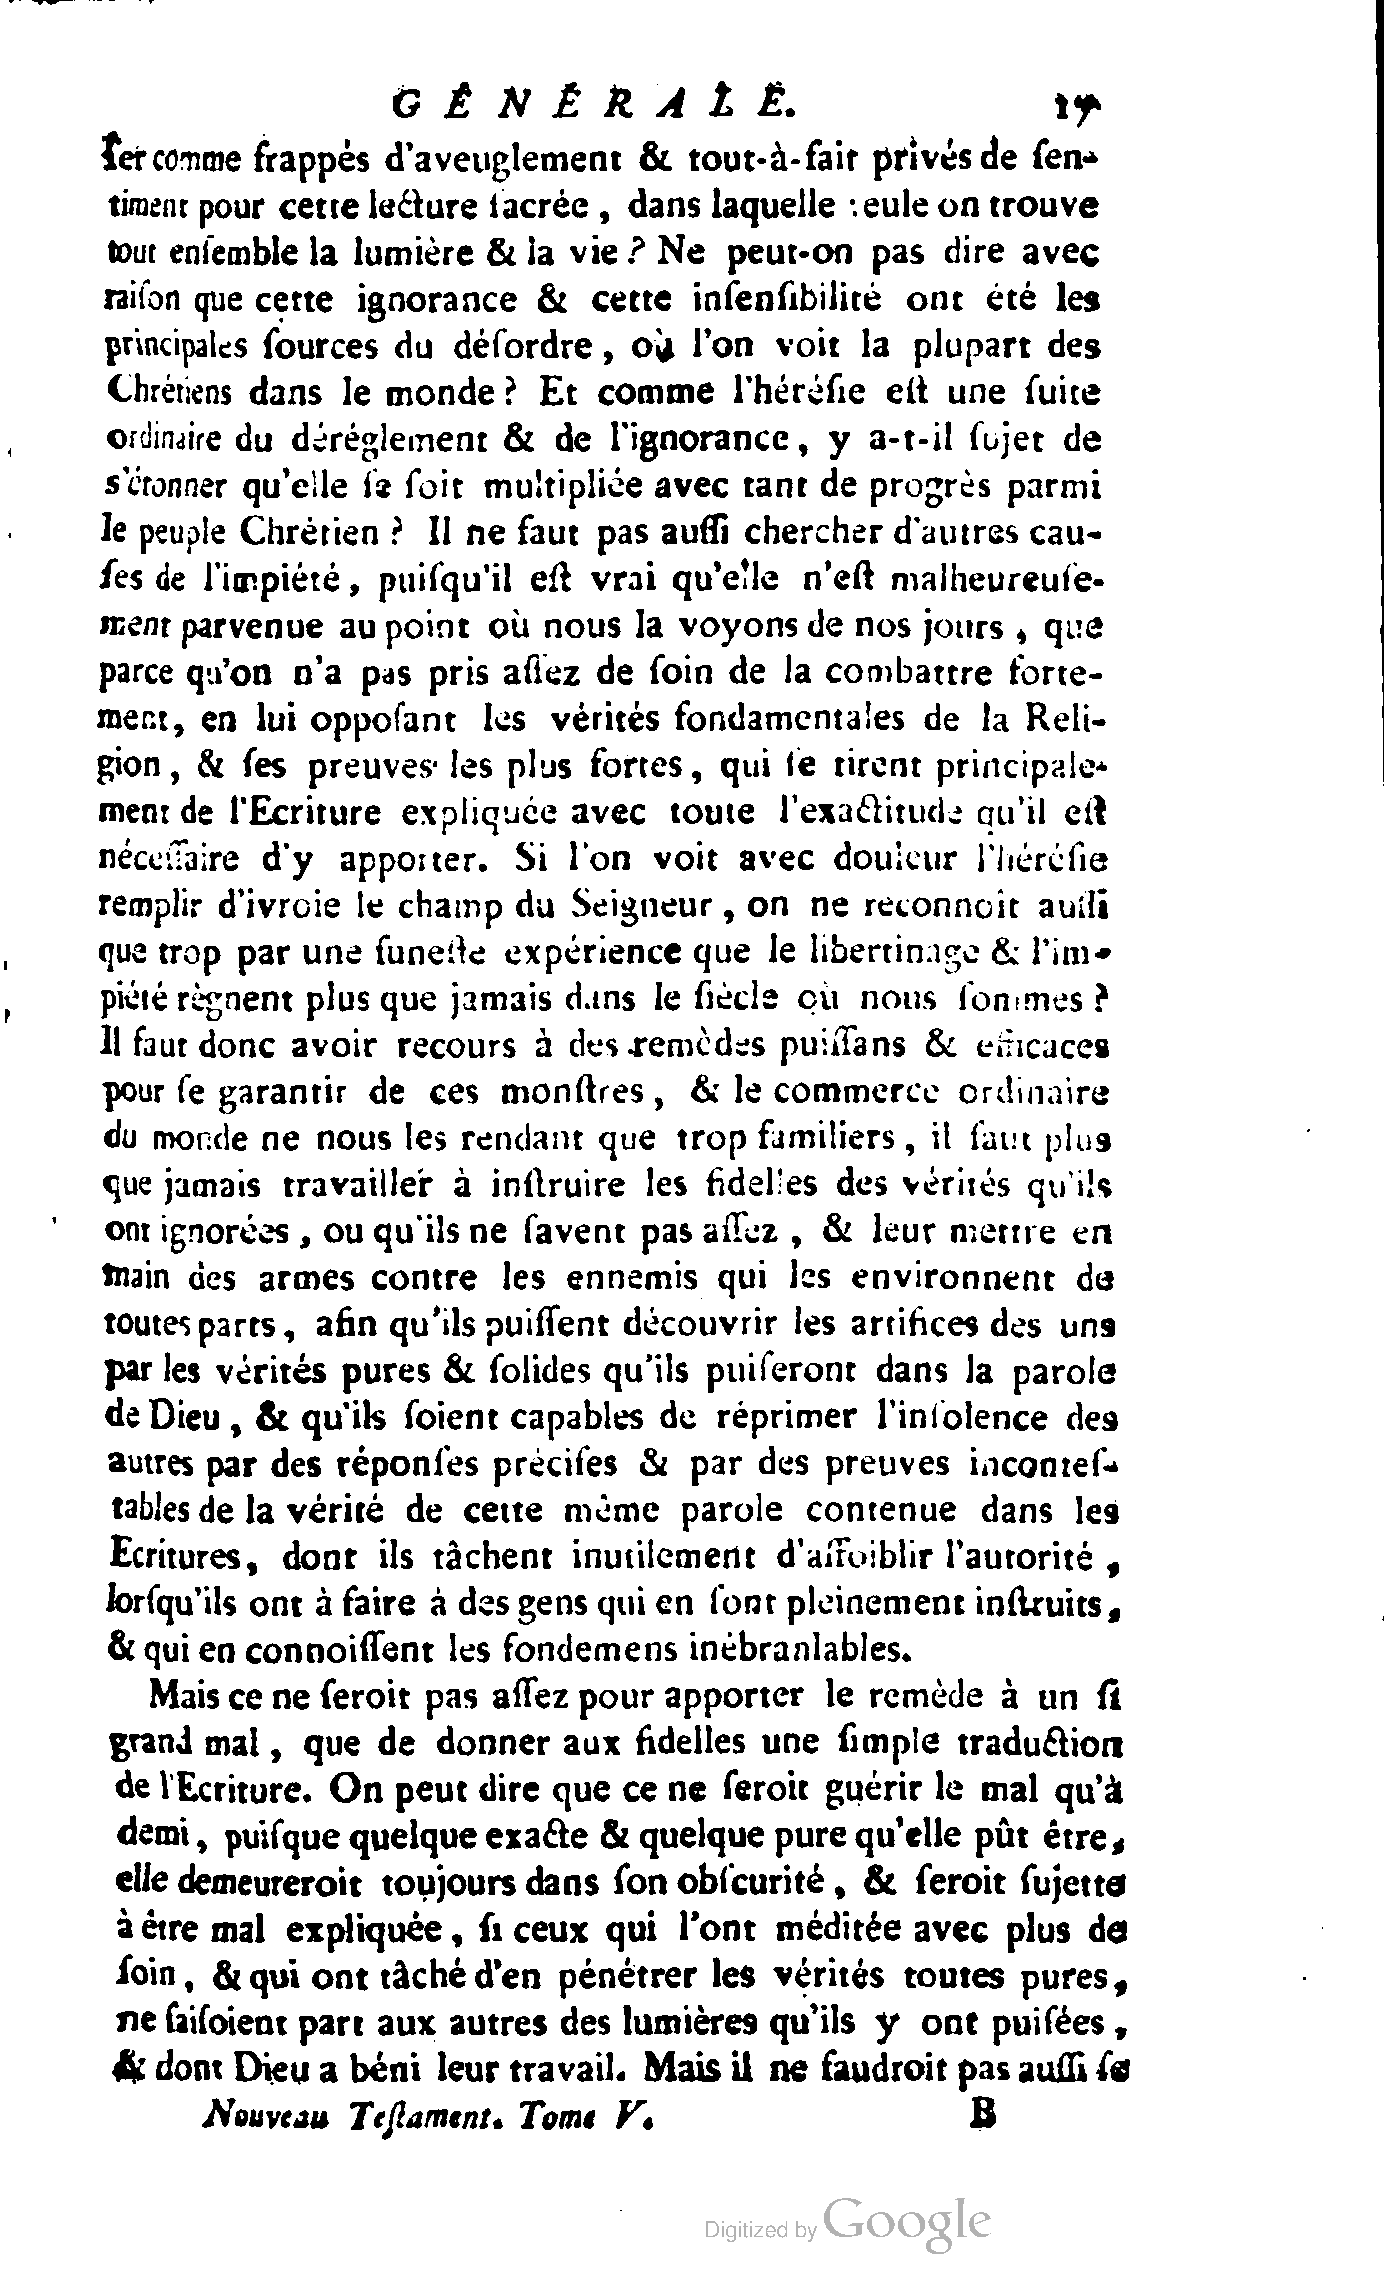 GÉNÉRALE. 17
ſer comme frappés d'aveuglement & tout-à-fait privés de ſen-
timent pour cette lecture ſacrée, dans laquelle ſeule on trouve
tout enſemble la lumière & la vie? Ne peut-on pas dire avec
raiſon que cette ignorance & cette inſenſibilité ont été les
principales ſources du déſordre, où l'on voit la plupart des
Chrétiens dans le monde? Et comme l'héréſie eſt une ſuite
ordinaire du déréglement & de l'ignorance, y a-t-il ſujet de
s'étonner qu'elle ſe ſoit multipliée avec tant de progrès parmi
le peuple Chrétien? Il ne faut pas auſſi chercher d'autres cau-
ſes de l'impiété, puiſqu'il eſt vrai qu'elle n'eſt malheureuſe-
ment parvenue au point où nous la voyons de nos jours, que
parce qu'on n'a pas pris aſſez de ſoin de la combattre forte-
ment, en lui oppoſant les vérités fondamentales de la Reli-
gion, & ſes preuves les plus fortes, qui ſe tirent principale-
ment de l'Ecriture expliquée avec toute l'exactitude qu'il eſt
néceſſaire d'y apporter. Si l'on voit avec douleur l'héréſie
remplir d'ivroie le champ du Seigneur, on ne reconnoît auſſi
que trop par une funeſte expérience que le libertinage & l'im-
piété règnent plus que jamais dans le ſiècle où nous ſommes?
Il faut donc avoir recours à des remèdes puiſſans & efficaces
pour ſe garantir de ces monſtres, & le commerce ordinaire
du monde ne nous les rendant que trop familiers, il faut plus
que jamais travailler à inſtruire les fidelles des vérités qu'ils
ont ignorées, ou qu'ils ne ſavent pas aſſez, & leur mettre en
main des armes contre les ennemis qui les environnent de
toutes parts, afin qu'ils puiſſent découvrir les artifices des uns
par les vérités pures & ſolides qu'ils puiſeront dans la parole
de Dieu, & qu'ils ſoient capables de réprimer l'inſolence des
autres par des réponſes préciſes & par des preuves inconteſ-
tables de la vérité de cette même parole contenue dans les
Ecritures, dont ils tâchent inutilement d'affoiblir l'autorité,
lorſqu'ils ont à faire à des gens qui en ſont pleinement inſtruits,
& qui en connoiſſent les fondemens inébranlables.
Mais ce ne ſeroit pas aſſez pour apporter le remède à un ſi
grand mal, que de donner aux fidelles une ſimple traduction
de l'Ecriture. On peut dire que ce ne ſeroit guérir le mal qu'à
demi, puiſque quelque exacte & quelque pure qu'elle pût être,
elle demeureroit toujours dans ſon obſcurité, & ſeroit ſujette
à être mal expliquée, ſi ceux qui l'ont méditée avec plus de
ſoin, & qui ont tâché d'en pénétrer les vérités toutes pures,
ne faiſoient part aux autres des lumières qu'ils y ont puiſées,
& dont Dieu a béni leur travail. Mais il ne faudroit pas auſſi ſe
Nouveau Teſtament. Tome V. B
Digitized by Google